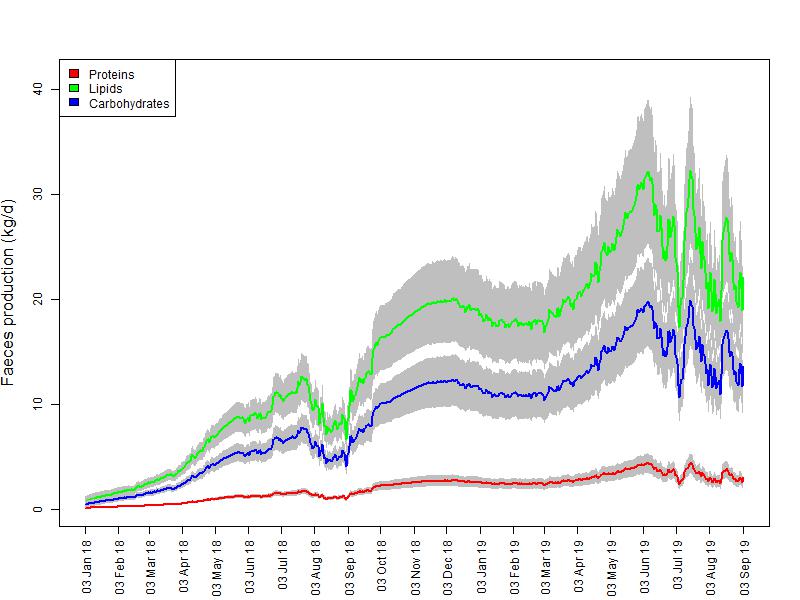 Proteins
Lipids
Carbohydrates
Faeces production (kg/d)
40
30
20
10
0
03 Jan 18
03 Feb 18
03 Mar 18
03 Apr 18
03 May 18
03 Jun 18
03 Jul 18
03 Aug 18
03 Sep 18
03 Oct 18
03 Nov 18
03 Dec 18
03 Jan 19
03 Feb 19
03 Mar 19
03 Apr 19
03 May 19
03 Jun 19
03 Jul 19
03 Aug 19
03 Sep 19